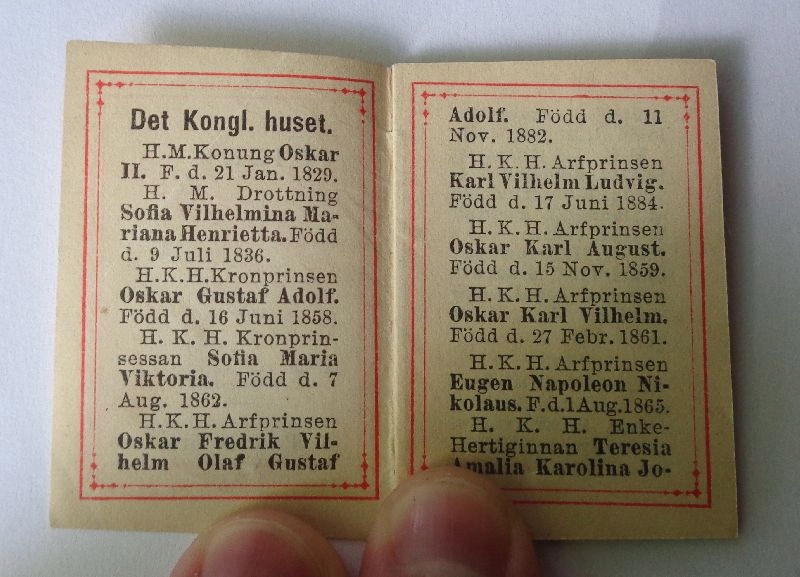 Det Kongl. huset.
H.M.Konung Oskar
II. F. d. 21 Jan. 1829.
H. M. Drottning
Sofia Vilhelmina Ma-
riana Henrietta. Född
d. 9 Juli 1836.
H.K.H.Kronprinsen
Oskar Gustaf Adolf.
Född d. 16 Juni 1858.
H. K. H. Kronprin-
sessan Sofia Maria
Viktoria. Född d. 7
Aug. 1862.
H.K.H.Arfprinsen
Oskar Fredrik Vil-
helm Olaf Gustaf
Adolf. Född d. 11
Nov. 1882.
H. K. H. Arfprinsen
Karl Vilhelm Ludvig.
Född d. 17 Juni 1884.
H. K. H. Arfprinsen
Oskar Karl August.
Född d. 15 Nov. 1859.
H. K. H. Arfprinsen
Oskar Karl Vilhelm.
Född d. 27 Febr. 1861.
H. K. H. Arfprinsen
Eugen Napoleon Ni-
kolaus. F.d.1Aug.1865.
H. K. H. Enke-
Hertiginnan Teresia
Amalia Karolina Jo-